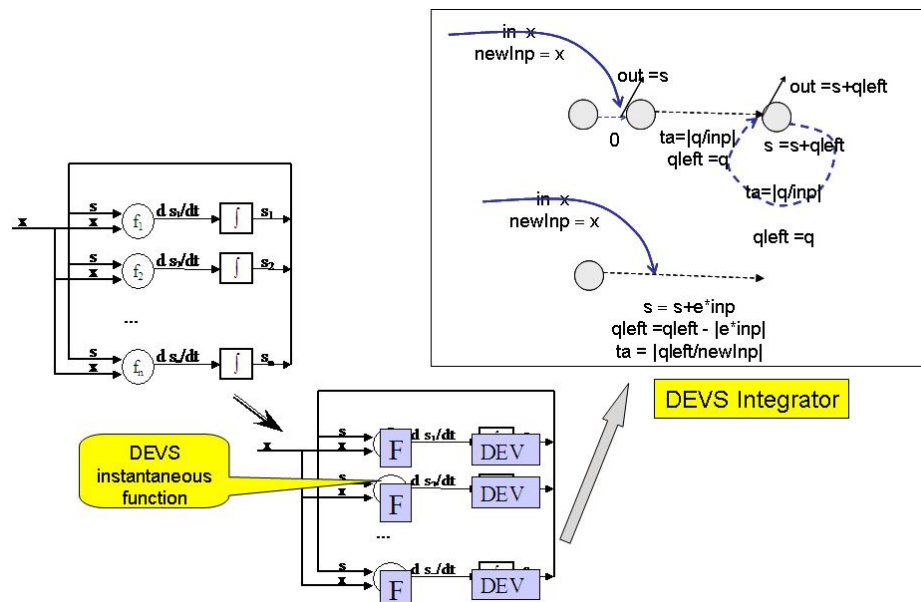 in x
newInp = x
out =s
out =s+qleft
0
ta=|q/inp|
qleft =q
s =s+qleft
ta=|q/inp|
qleft =q
in x
newInp = x
s = s+e*inp
qleft =qleft - |e*inp|
ta = |qleft/newInp|
DEVS Integrator
x
s
x
f1
d s1/dt
∫
s1
s
x
f2
d s2/dt
∫
s2
...
s
x
fn
d sn/dt
∫
sn
DEVS
instantaneous
function
x
s
x
F
d s1/dt
DEV
s
x
F
d s2/dt
DEV
...
s
x
F
DEV